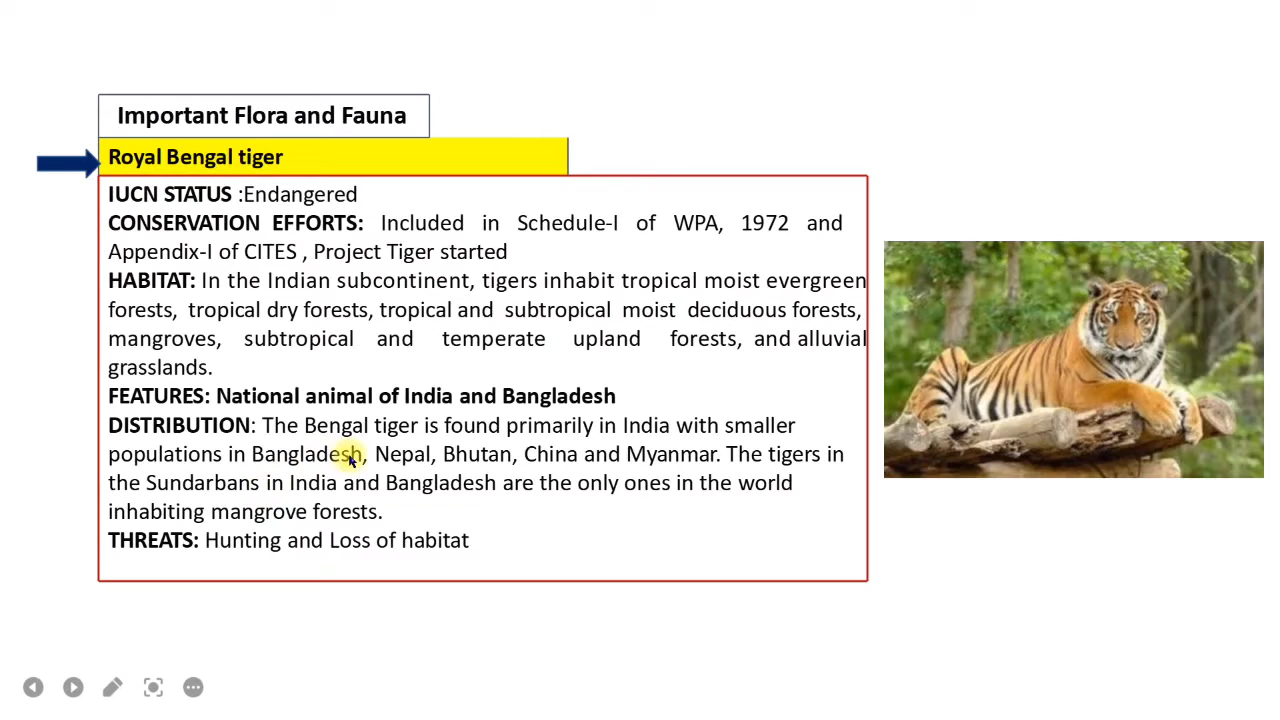 Important Flora and Fauna
Royal Bengal tiger
IUCN STATUS :Endangered
CONSERVATION EFFORTS: Included in Schedule-I of WPA, 1972 and
Appendix-I of CITES , Project Tiger started
HABITAT: In the Indian subcontinent, tigers inhabit tropical moist evergreen
forests, tropical dry forests, tropical and subtropical moist deciduous forests,
mangroves, subtropical and temperate upland forests, and alluvial
grasslands.
FEATURES: National animal of India and Bangladesh
DISTRIBUTION: The Bengal tiger is found primarily in India with smaller
populations in Bangladesh, Nepal, Bhutan, China and Myanmar. The tigers in
the Sundarbans in India and Bangladesh are the only ones in the world
inhabiting mangrove forests.
THREATS: Hunting and Loss of habitat